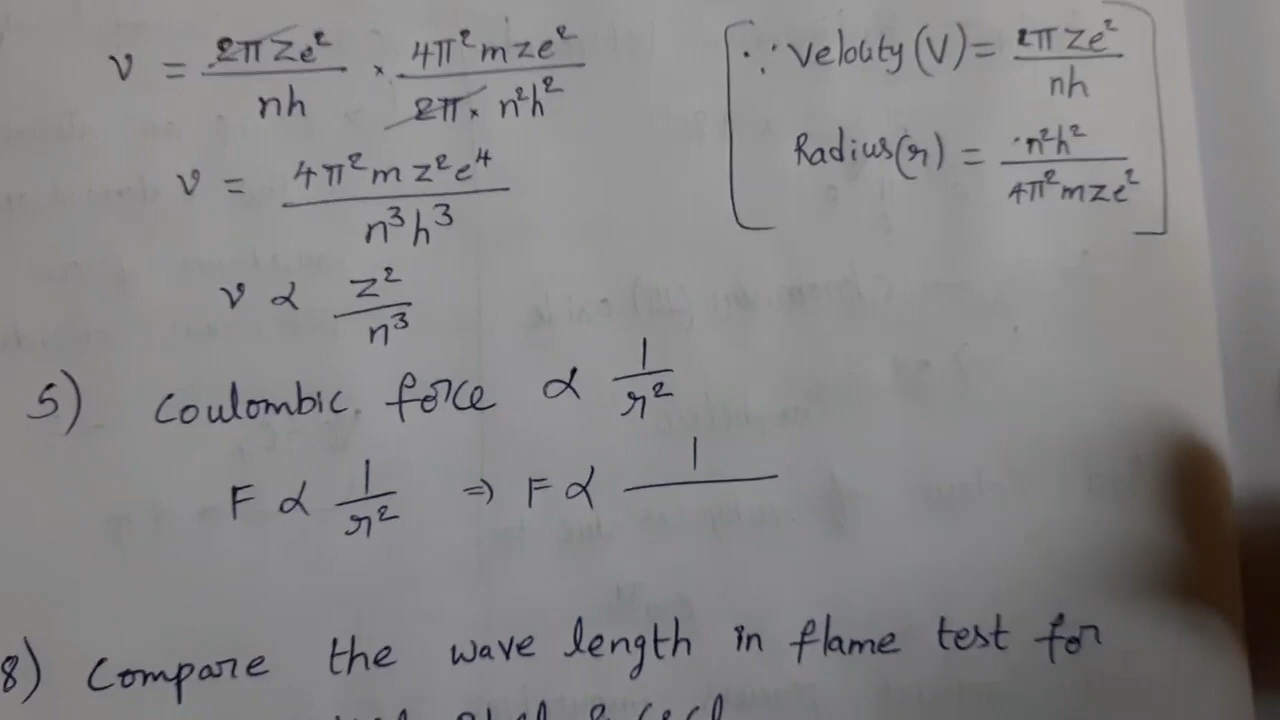 ν = 2πZe² / nh × 4π²mze² / 2π × n²h²
[∵ Velocity (V) = 2πZe² / nh
Radius(r) = n²h² / 4π²mze²]
ν = 4π²mz²e⁴ / n³h³
ν ∝ z² / n³
5) Coulombic force ∝ 1 / r²
F ∝ 1 / r² ⇒ F ∝ 1 /
8) Compare the wave length in flame test for